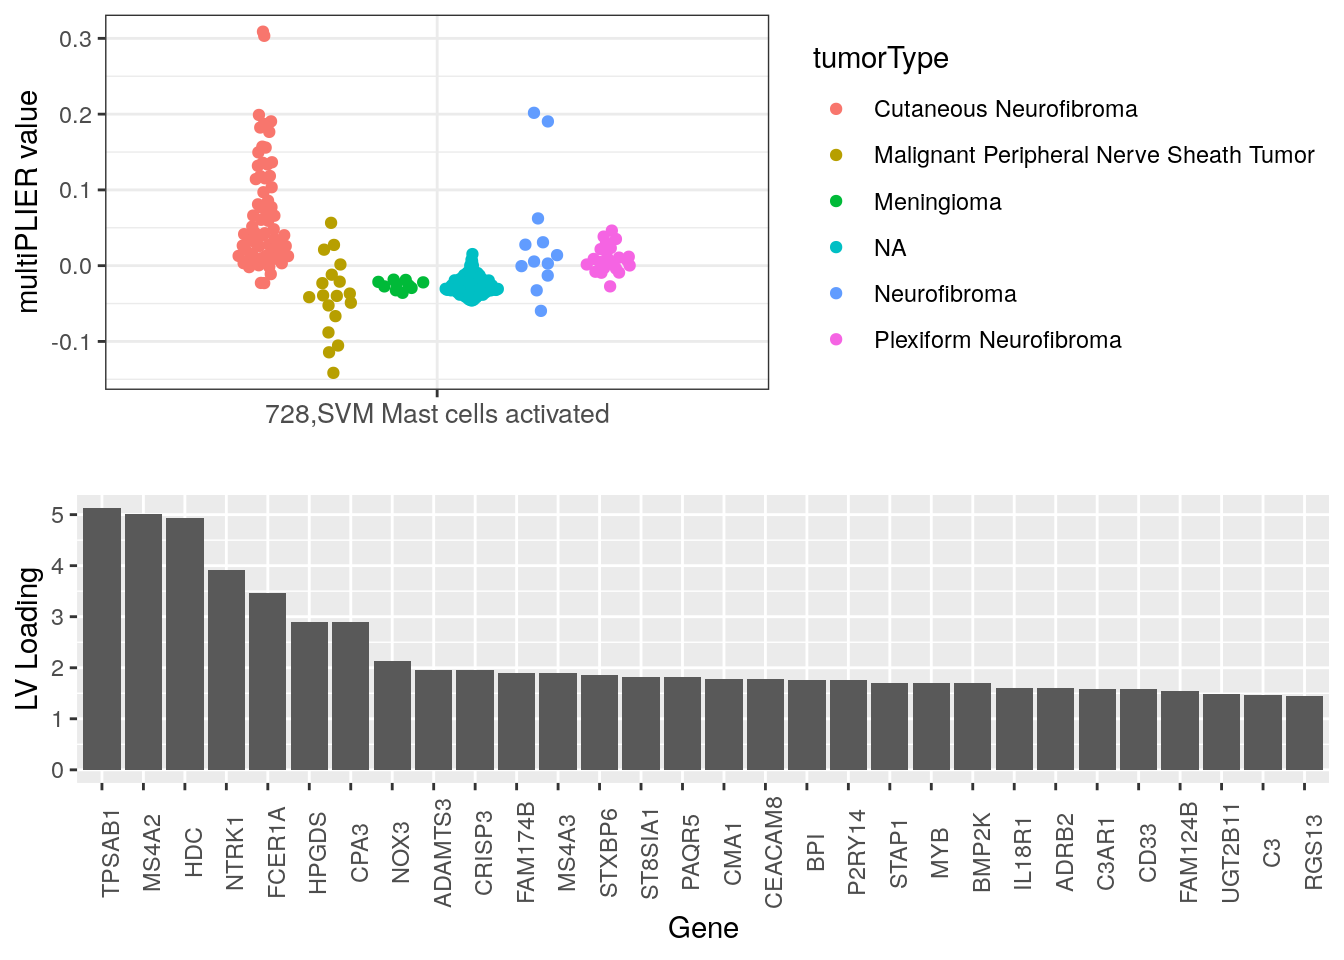 multiPLIER value
0.3
0.2
0.1
0.0
-0.1
728,SVM Mast cells activated
tumorType
Cutaneous Neurofibroma
Malignant Peripheral Nerve Sheath Tumor
Meningioma
NA
Neurofibroma
Plexiform Neurofibroma
LV Loading
5
4
3
2
1
0
TPSAB1
MS4A2
HDC
NTRK1
FCER1A
HPGDS
CPA3
NOX3
ADAMTS3
CRISP3
FAM174B
MS4A3
STXBP6
ST8SIA1
PAQR5
CMA1
CEACAM8
BPI
P2RY14
STAP1
MYB
BMP2K
IL18R1
ADRB2
C3AR1
CD33
FAM124B
UGT2B11
C3
RGS13
Gene